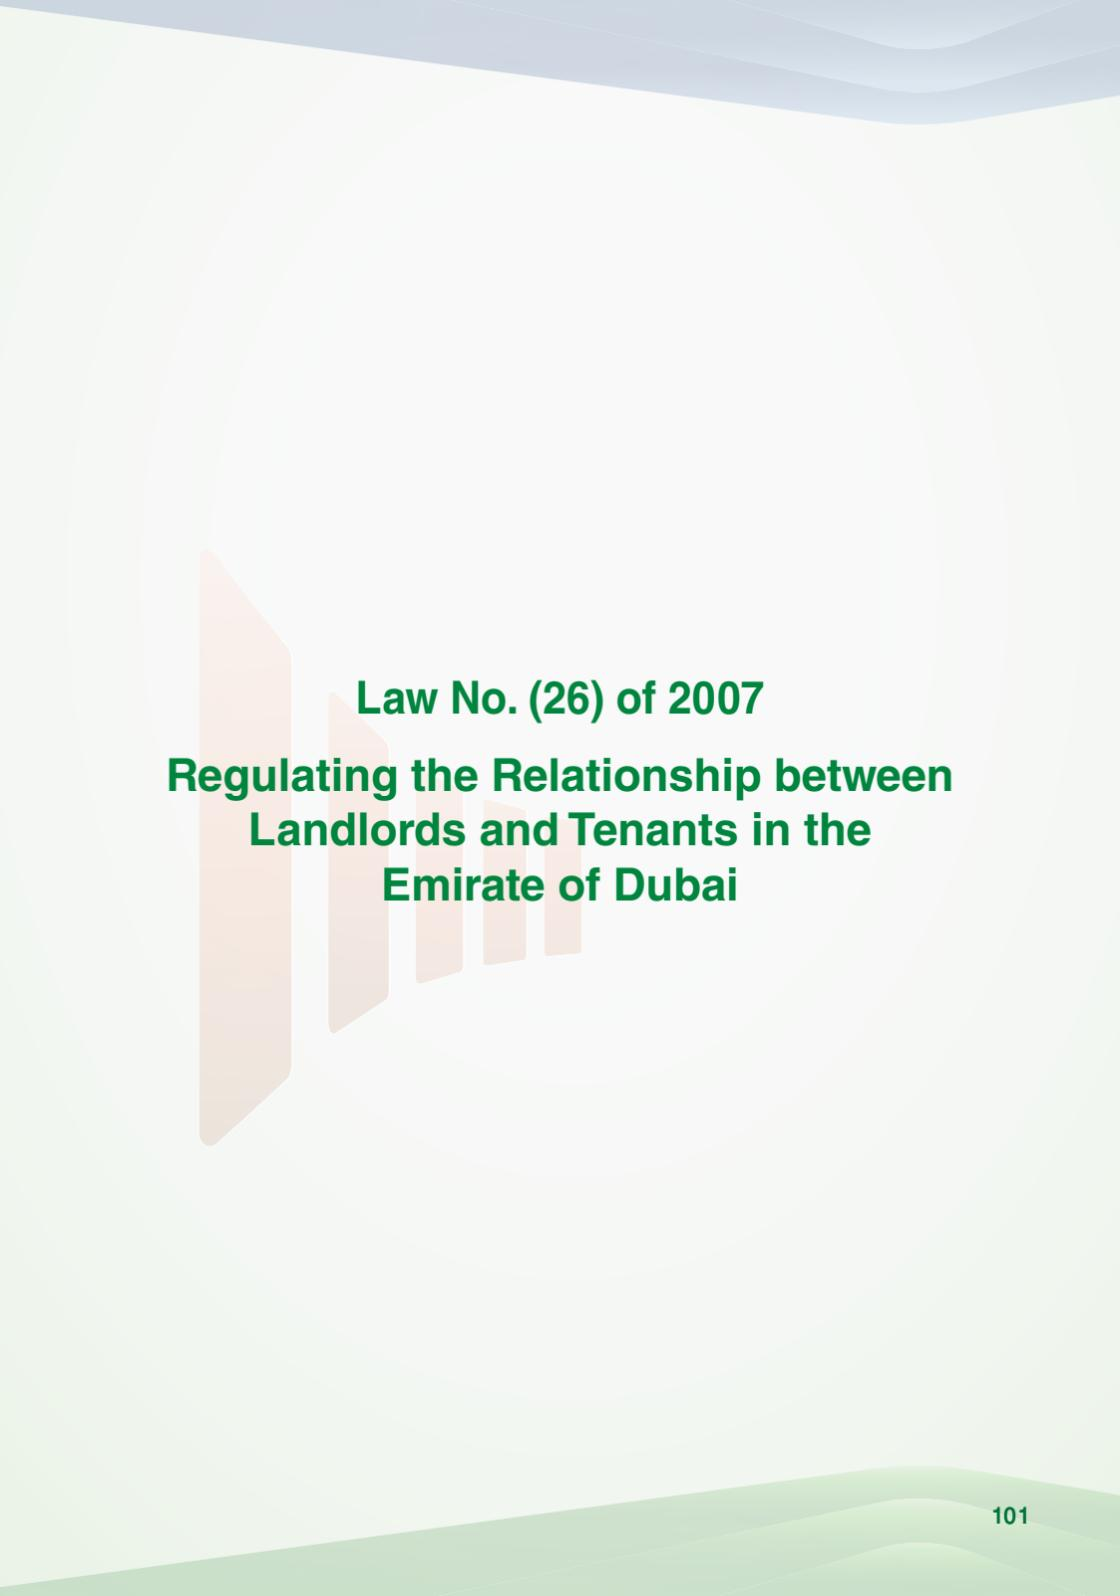 Law No. (26) of 2007
Regulating the Relationship between
Landlords and Tenants in the
Emirate of Dubai
101